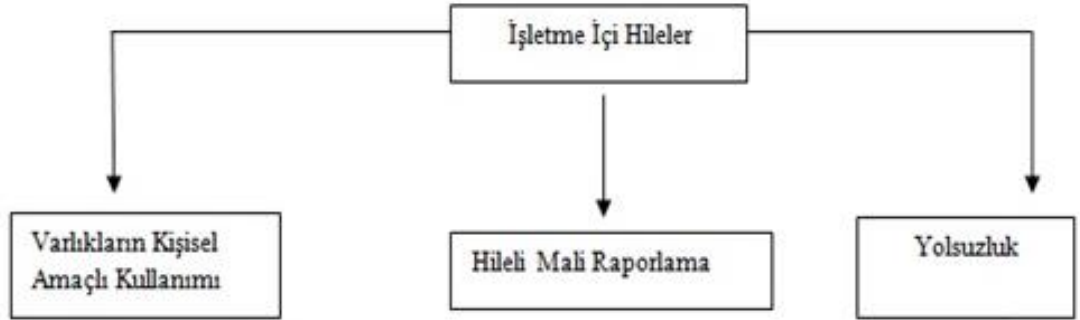 İşletme İçi Hileler
Varlıkların Kişisel
Amaçlı Kullanımı
Hileli Mali Raporlama
Yolsuzluk